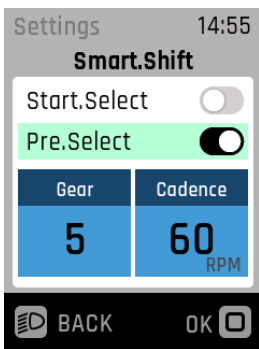 Settings 14:55
Smart.Shift
Start.Select
Pre.Select
Gear Cadence
5 60
RPM
BACK OK